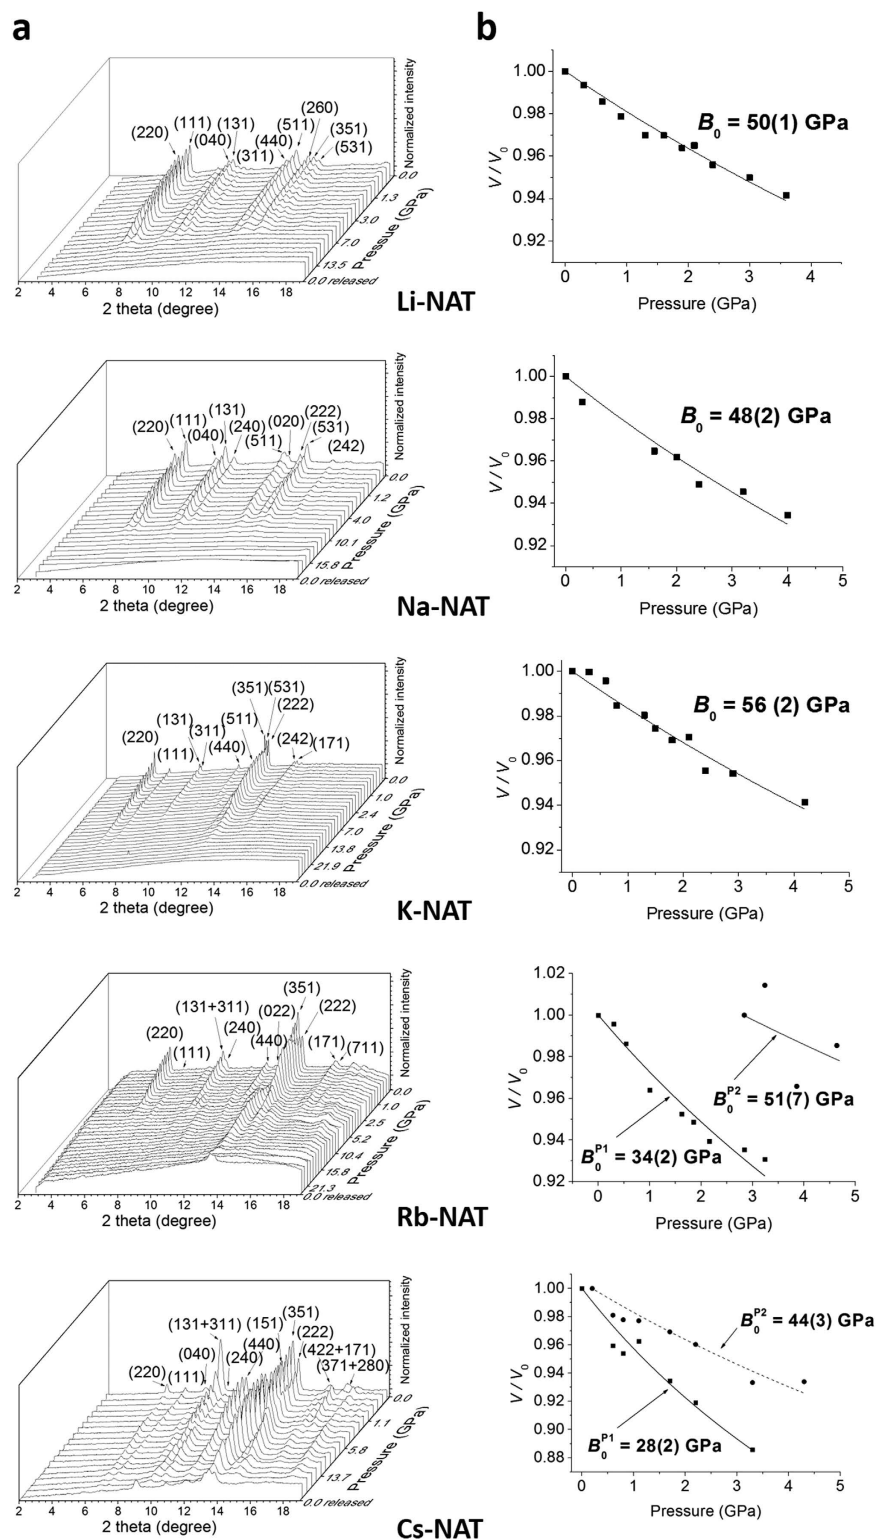 a
b
(220)
(111)
(040)
(131)
(311)
(440)
(511)
(260)
(351)
(531)
Normalized intensity
0.0
1.3
3.0
7.0
13.5
0.0 released
Pressue (GPa)
2 4 6 8 10 12 14 16 18
2 theta (degree)
Li-NAT
1.00
0.98
0.96
0.94
0.92
V / V0
B0 = 50(1) GPa
0 1 2 3 4
Pressure (GPa)
(220)
(111)
(040)
(131)
(240)
(511)
(020)
(222)
(531)
(242)
Normalized intensity
0.0
1.2
4.0
10.1
15.8
0.0 released
Pressure (GPa)
2 4 6 8 10 12 14 16 18
2 theta (degree)
Na-NAT
1.00
0.98
0.96
0.94
0.92
V / V0
B0 = 48(2) GPa
0 1 2 3 4 5
Pressure (GPa)
(220)
(111)
(131)
(311)
(440)
(511)
(351)
(531)
(222)
(242)
(171)
Normalized intensity
0.0
1.0
2.4
7.0
13.8
21.9
0.0 released
Pressure (GPa)
2 4 6 8 10 12 14 16 18
2 theta (degree)
K-NAT
1.00
0.98
0.96
0.94
0.92
V / V0
B0 = 56 (2) GPa
0 1 2 3 4 5
Pressure (GPa)
(220)
(111)
(131+311)
(240)
(440)
(022)
(351)
(222)
(171)
(711)
Normalized intensity
0.0
1.0
2.5
5.2
10.4
15.8
21.3
0.0 released
Pressure (GPa)
2 4 6 8 10 12 14 16 18
2 theta (degree)
Rb-NAT
1.02
1.00
0.98
0.96
0.94
0.92
V / V0
B0P2 = 51(7) GPa
B0P1 = 34(2) GPa
0 1 2 3 4 5
Pressure (GPa)
(220)
(111)
(040)
(131+311)
(240)
(440)
(151)
(351)
(222)
(422+171)
(371+280)
Normalized intensity
0.0
1.1
5.8
13.7
0.0 released
Pressure (GPa)
2 4 6 8 10 12 14 16 18
2 theta (degree)
Cs-NAT
1.00
0.98
0.96
0.94
0.92
0.90
0.88
V / V0
B0P2 = 44(3) GPa
B0P1 = 28(2) GPa
0 1 2 3 4 5
Pressure (GPa)